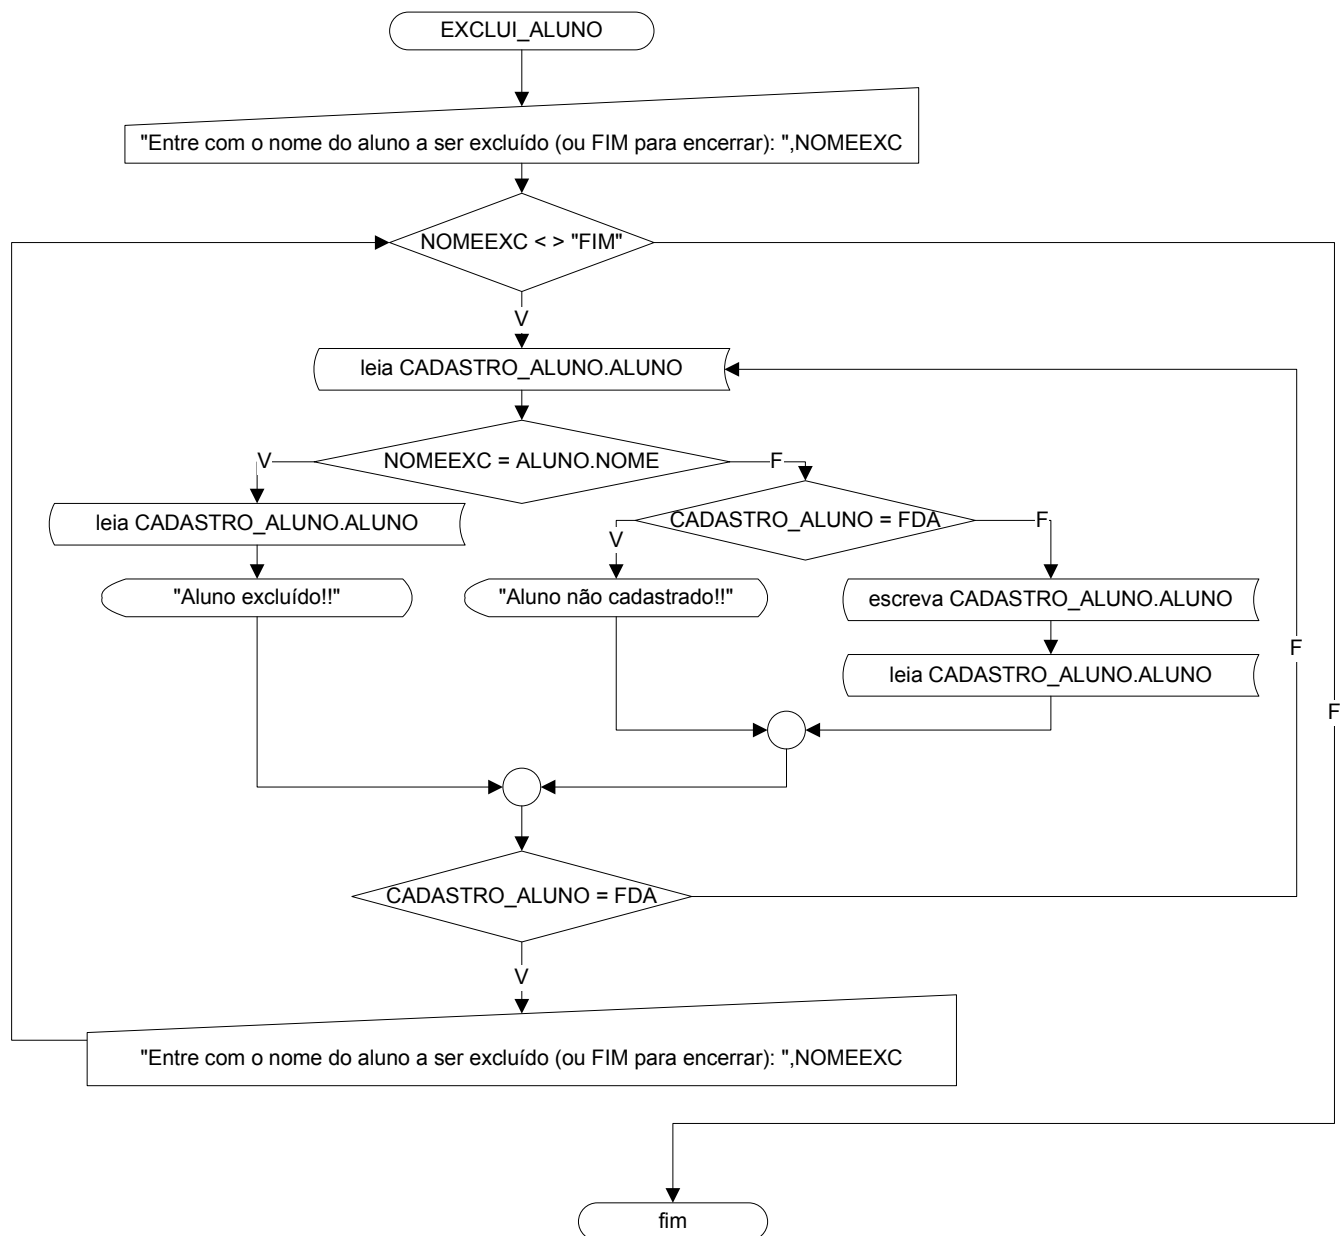 EXCLUI_ALUNO
"Entre com o nome do aluno a ser excluído (ou FIM para encerrar): ",NOMEEXC
NOMEEXC < > "FIM"
V
leia CADASTRO_ALUNO.ALUNO
V
NOMEEXC = ALUNO.NOME
F
leia CADASTRO_ALUNO.ALUNO
CADASTRO_ALUNO = FDA
V
F
"Aluno excluído!!"
"Aluno não cadastrado!!"
escreva CADASTRO_ALUNO.ALUNO
F
leia CADASTRO_ALUNO.ALUNO
F
CADASTRO_ALUNO = FDA
V
"Entre com o nome do aluno a ser excluído (ou FIM para encerrar): ",NOMEEXC
fim